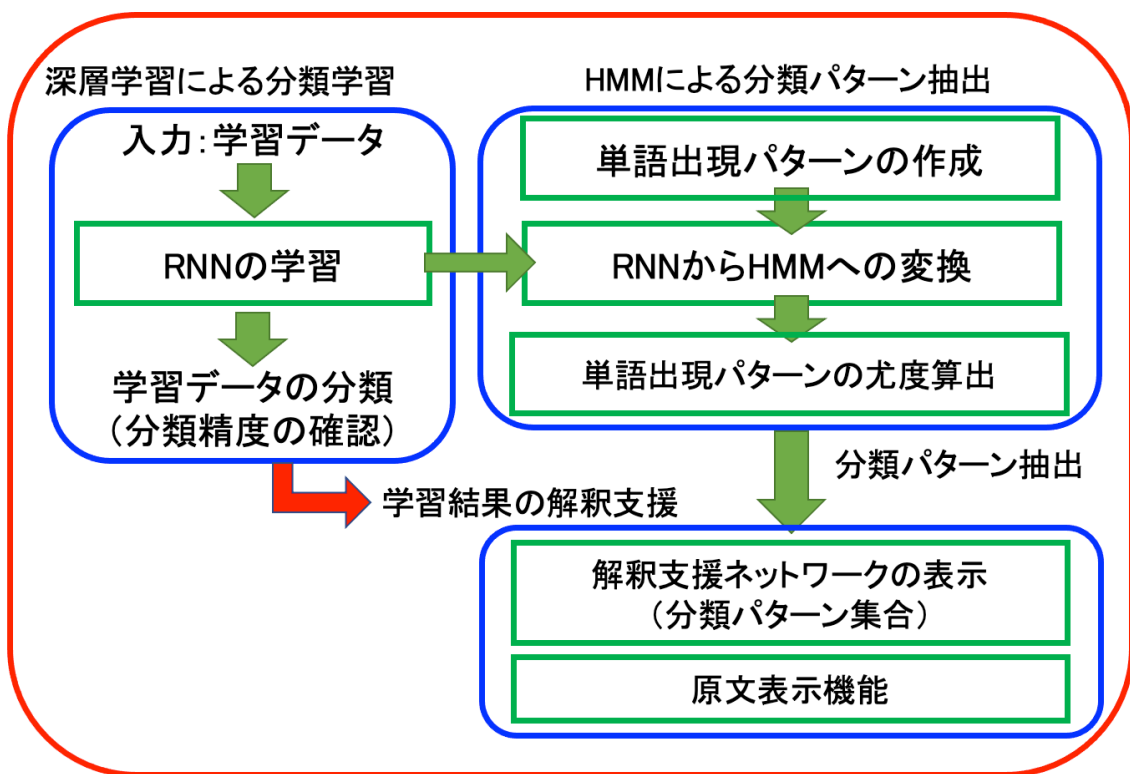 深層学習による分類学習
入力：学習データ
RNNの学習
学習データの分類
（分類精度の確認）
学習結果の解釈支援
HMMによる分類パターン抽出
単語出現パターンの作成
RNNからHMMへの変換
単語出現パターンの尤度算出
分類パターン抽出
解釈支援ネットワークの表示
（分類パターン集合）
原文表示機能